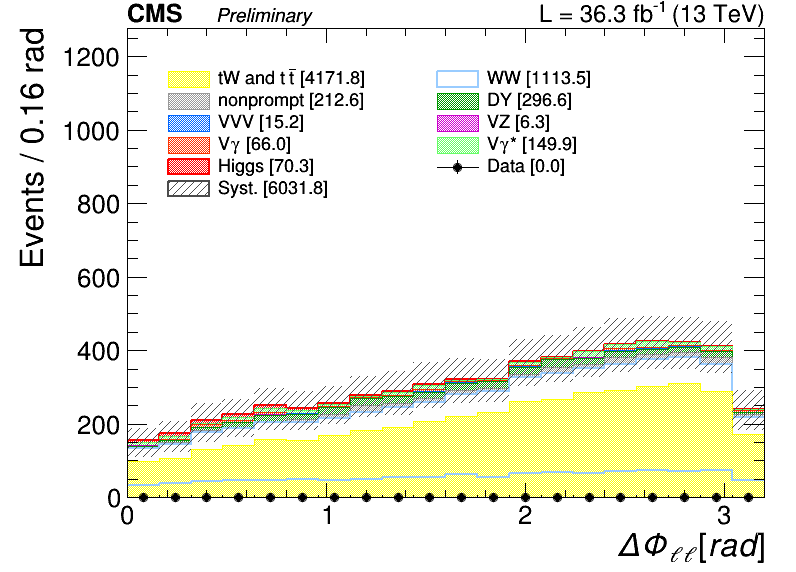 CMS Preliminary L = 36.3 fb⁻¹ (13 TeV)
Events / 0.16 rad
1200
1000
800
600
400
200
0
tW and t t̅ [4171.8]
nonprompt [212.6]
VVV [15.2]
Vγ [66.0]
Higgs [70.3]
Syst. [6031.8]
WW [1113.5]
DY [296.6]
VZ [6.3]
Vγ* [149.9]
Data [0.0]
0 1 2 3
ΔΦℓℓ[rad]